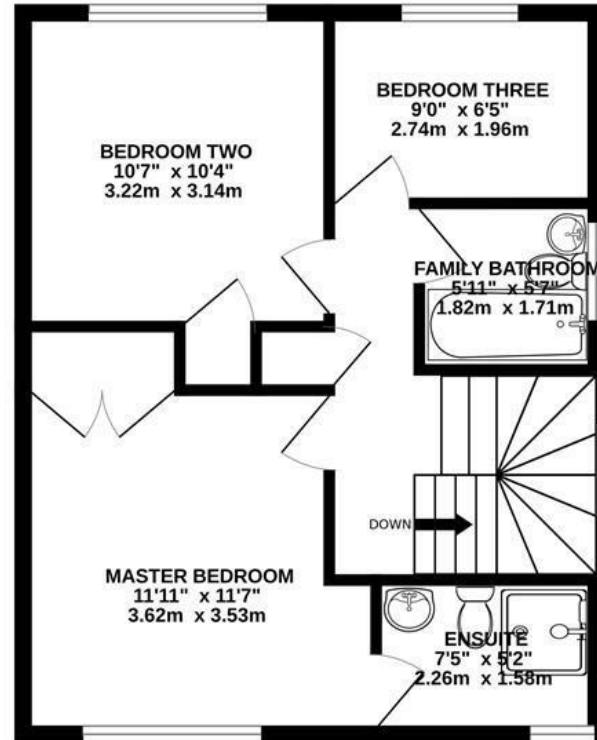 BEDROOM THREE
9'0" x 6'5"
2.74m x 1.96m
BEDROOM TWO
10'7" x 10'4"
3.22m x 3.14m
FAMILY BATHROOM
5'11" x 5'7"
1.82m x 1.71m
DOWN
MASTER BEDROOM
11'11" x 11'7"
3.62m x 3.53m
ENSUITE
7'5" x 5'2"
2.26m x 1.58m